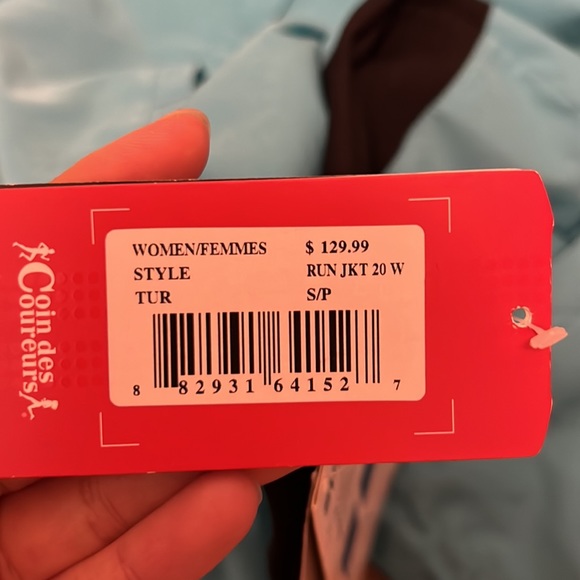 WOMEN/FEMMES $ 129.99
STYLE RUN JKT 20 W
TUR S/P
8 82931 64152 7
Coin des
Coureurs